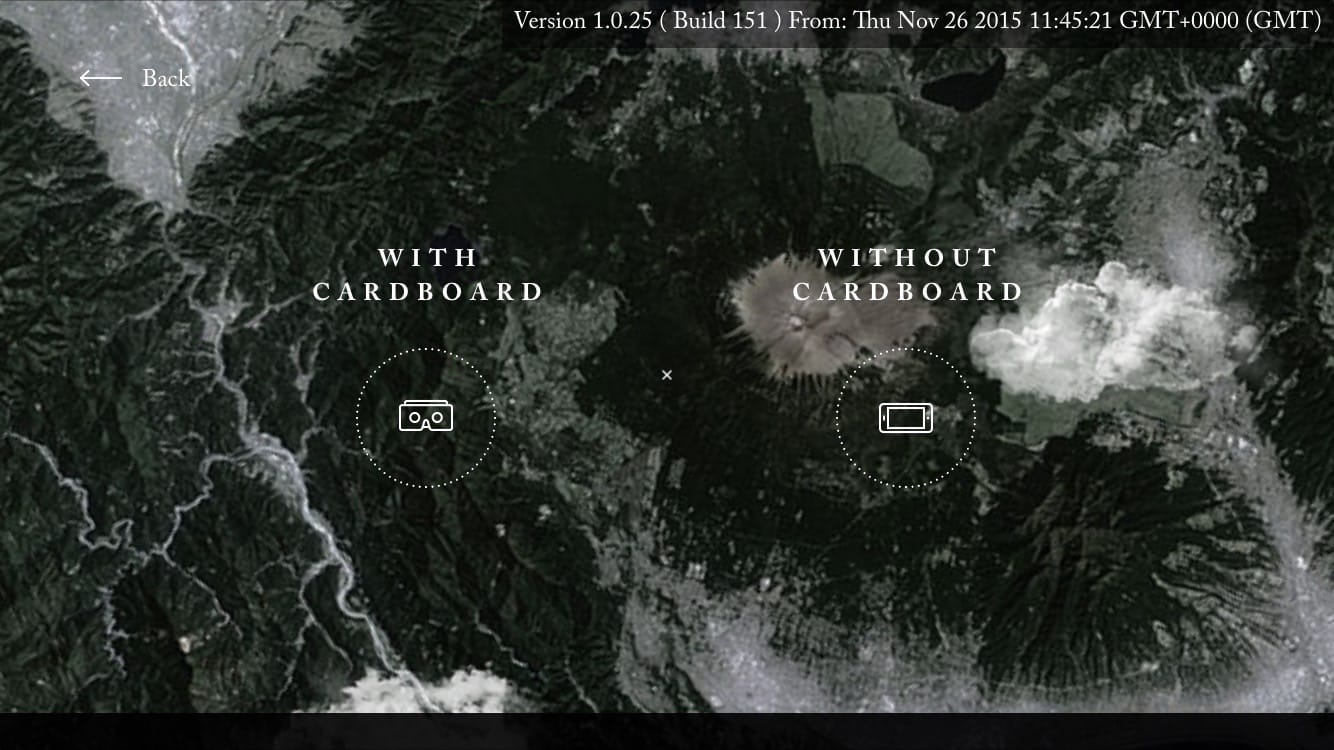 Version 1.0.25 ( Build 151 ) From: Thu Nov 26 2015 11:45:21 GMT+0000 (GMT)
Back
WITH
CARDBOARD
WITHOUT
CARDBOARD